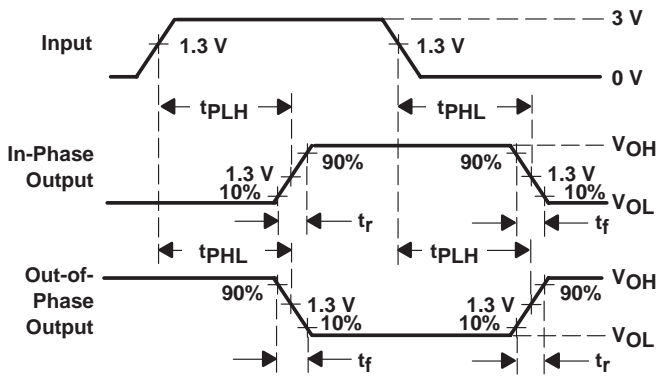 3 V
Input
1.3 V
1.3 V
0 V
tPLH
tPHL
In-Phase
Output
VOH
90%
90%
1.3 V
1.3 V
10%
10%
VOL
tr
tf
tPHL
tPLH
Out-of-
Phase
Output
VOH
90%
90%
1.3 V
1.3 V
10%
10%
VOL
tf
tr